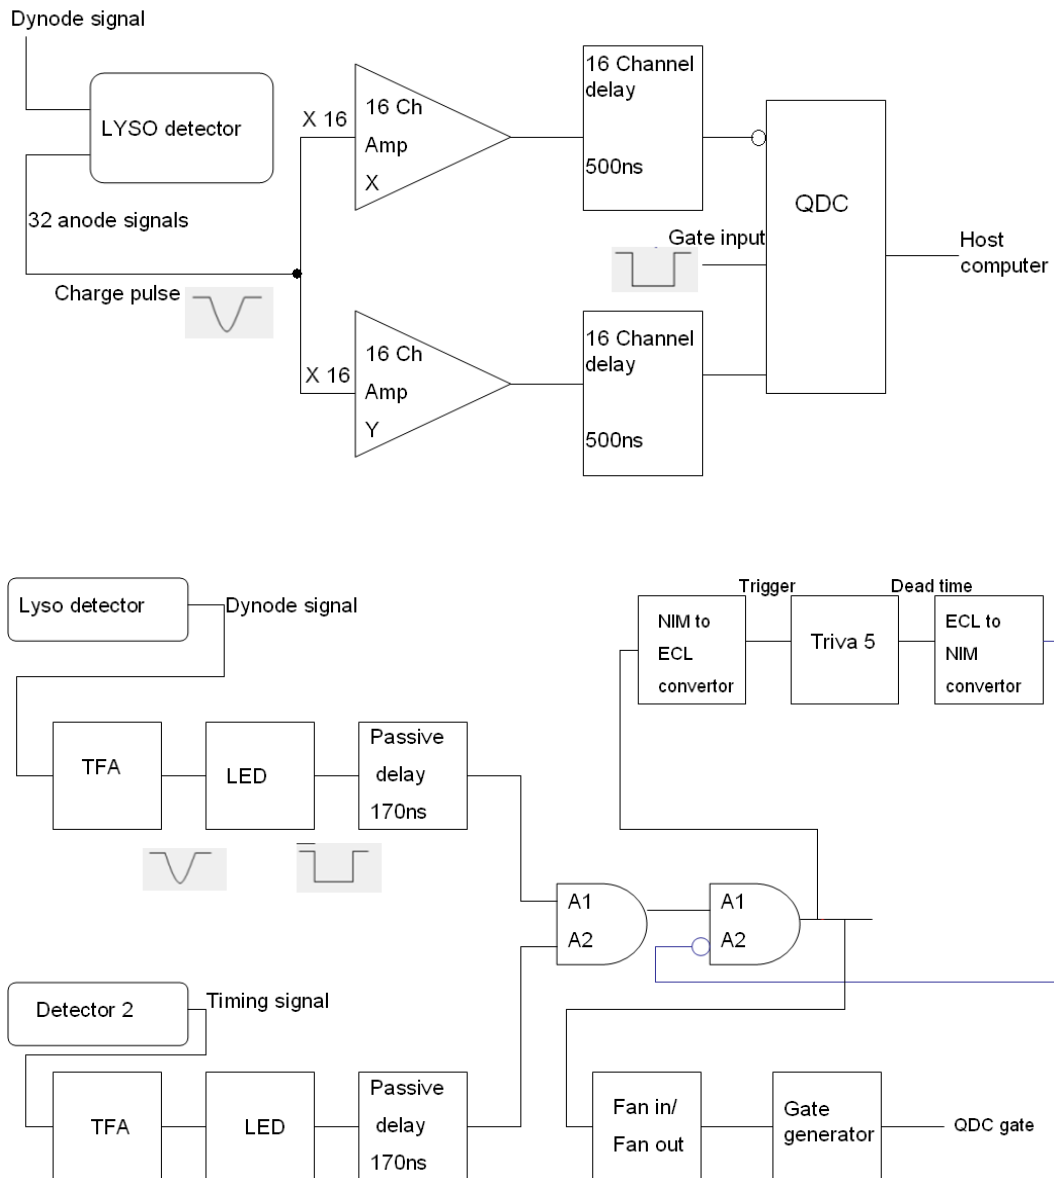 Dynode signal
LYSO detector
32 anode signals
Charge pulse
X 16
16 Ch
Amp
X
16 Channel
delay
500ns
X 16
16 Ch
Amp
Y
16 Channel
delay
500ns
Gate input
QDC
Host
computer
Lyso detector
Dynode signal
TFA
LED
Passive
delay
170ns
Detector 2
Timing signal
TFA
LED
Passive
delay
170ns
A1
A2
A1
A2
NIM to
ECL
convertor
Trigger
Triva 5
Dead time
ECL to
NIM
convertor
Fan in/
Fan out
Gate
generator
QDC gate